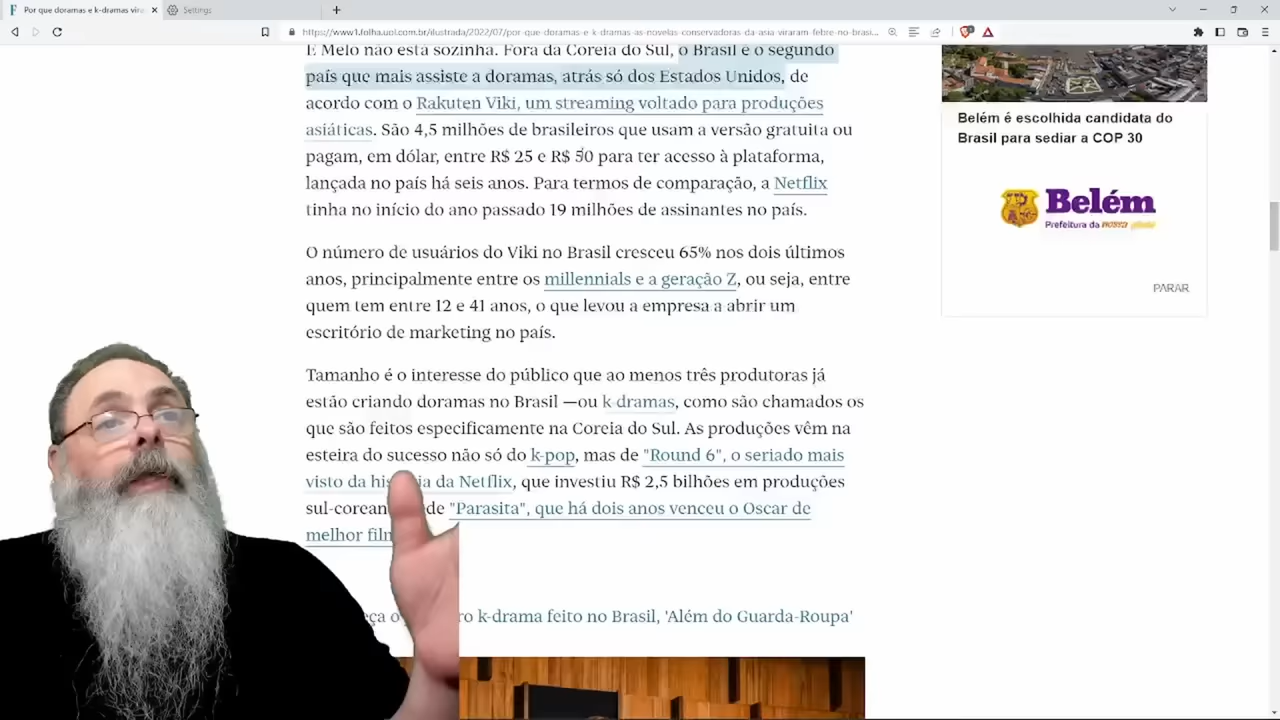 Por que doramas e k-dramas vira
Settings
https://www1.folha.uol.com.br/ilustrada/2022/07/por-que-doramas-e-k-dramas-as-novelas-conservadoras-da-asia-viraram-febre-no-brasi...
E Melo não está sozinha. Fora da Coreia do Sul, o Brasil é o segundo
país que mais assiste a doramas, atrás só dos Estados Unidos, de
acordo com o Rakuten Viki, um streaming voltado para produções
asiáticas. São 4,5 milhões de brasileiros que usam a versão gratuita ou
pagam, em dólar, entre R$ 25 e R$ 50 para ter acesso à plataforma,
lançada no país há seis anos. Para termos de comparação, a Netflix
tinha no início do ano passado 19 milhões de assinantes no país.
O número de usuários do Viki no Brasil cresceu 65% nos dois últimos
anos, principalmente entre os millennials e a geração Z, ou seja, entre
quem tem entre 12 e 41 anos, o que levou a empresa a abrir um
escritório de marketing no país.
Tamanho é o interesse do público que ao menos três produtoras já
estão criando doramas no Brasil —ou k-dramas, como são chamados os
que são feitos especificamente na Coreia do Sul. As produções vêm na
esteira do sucesso não só do k-pop, mas de "Round 6", o seriado mais
visto da his ia da Netflix, que investiu R$ 2,5 bilhões em produções
sul-corean de "Parasita", que há dois anos venceu o Oscar de
melhor film
ça o ro k-drama feito no Brasil, 'Além do Guarda-Roupa'
Belém é escolhida candidata do
Brasil para sediar a COP 30
Belém
Prefeitura da nossa gente
PARAR